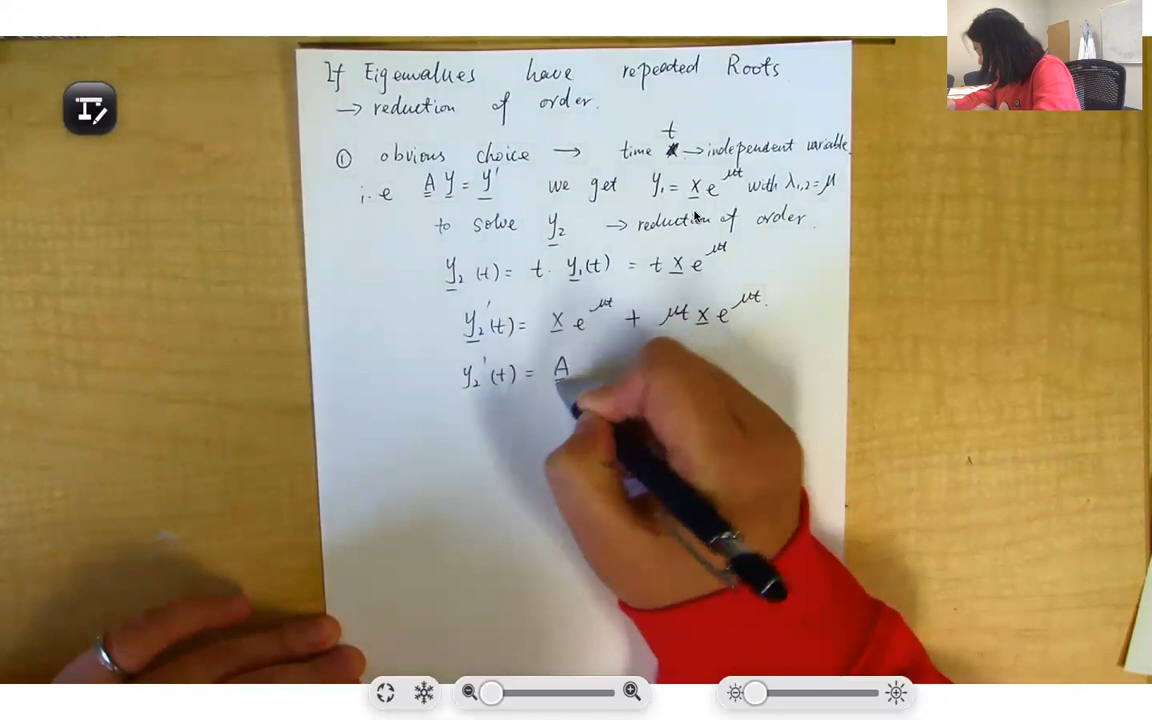 If Eigenvalues have repeated Roots
→ reduction of order.
① obvious choice → time t → independent variable.
i.e A y = y' we get y₁ = x e^μt with λ₁,₂ = μ
to solve y₂ → reduction of order.
y₂ (t) = t · y₁(t) = t x e^μt
y₂'(t) = x e^μt + μt x e^μt.
y₂'(t) = A